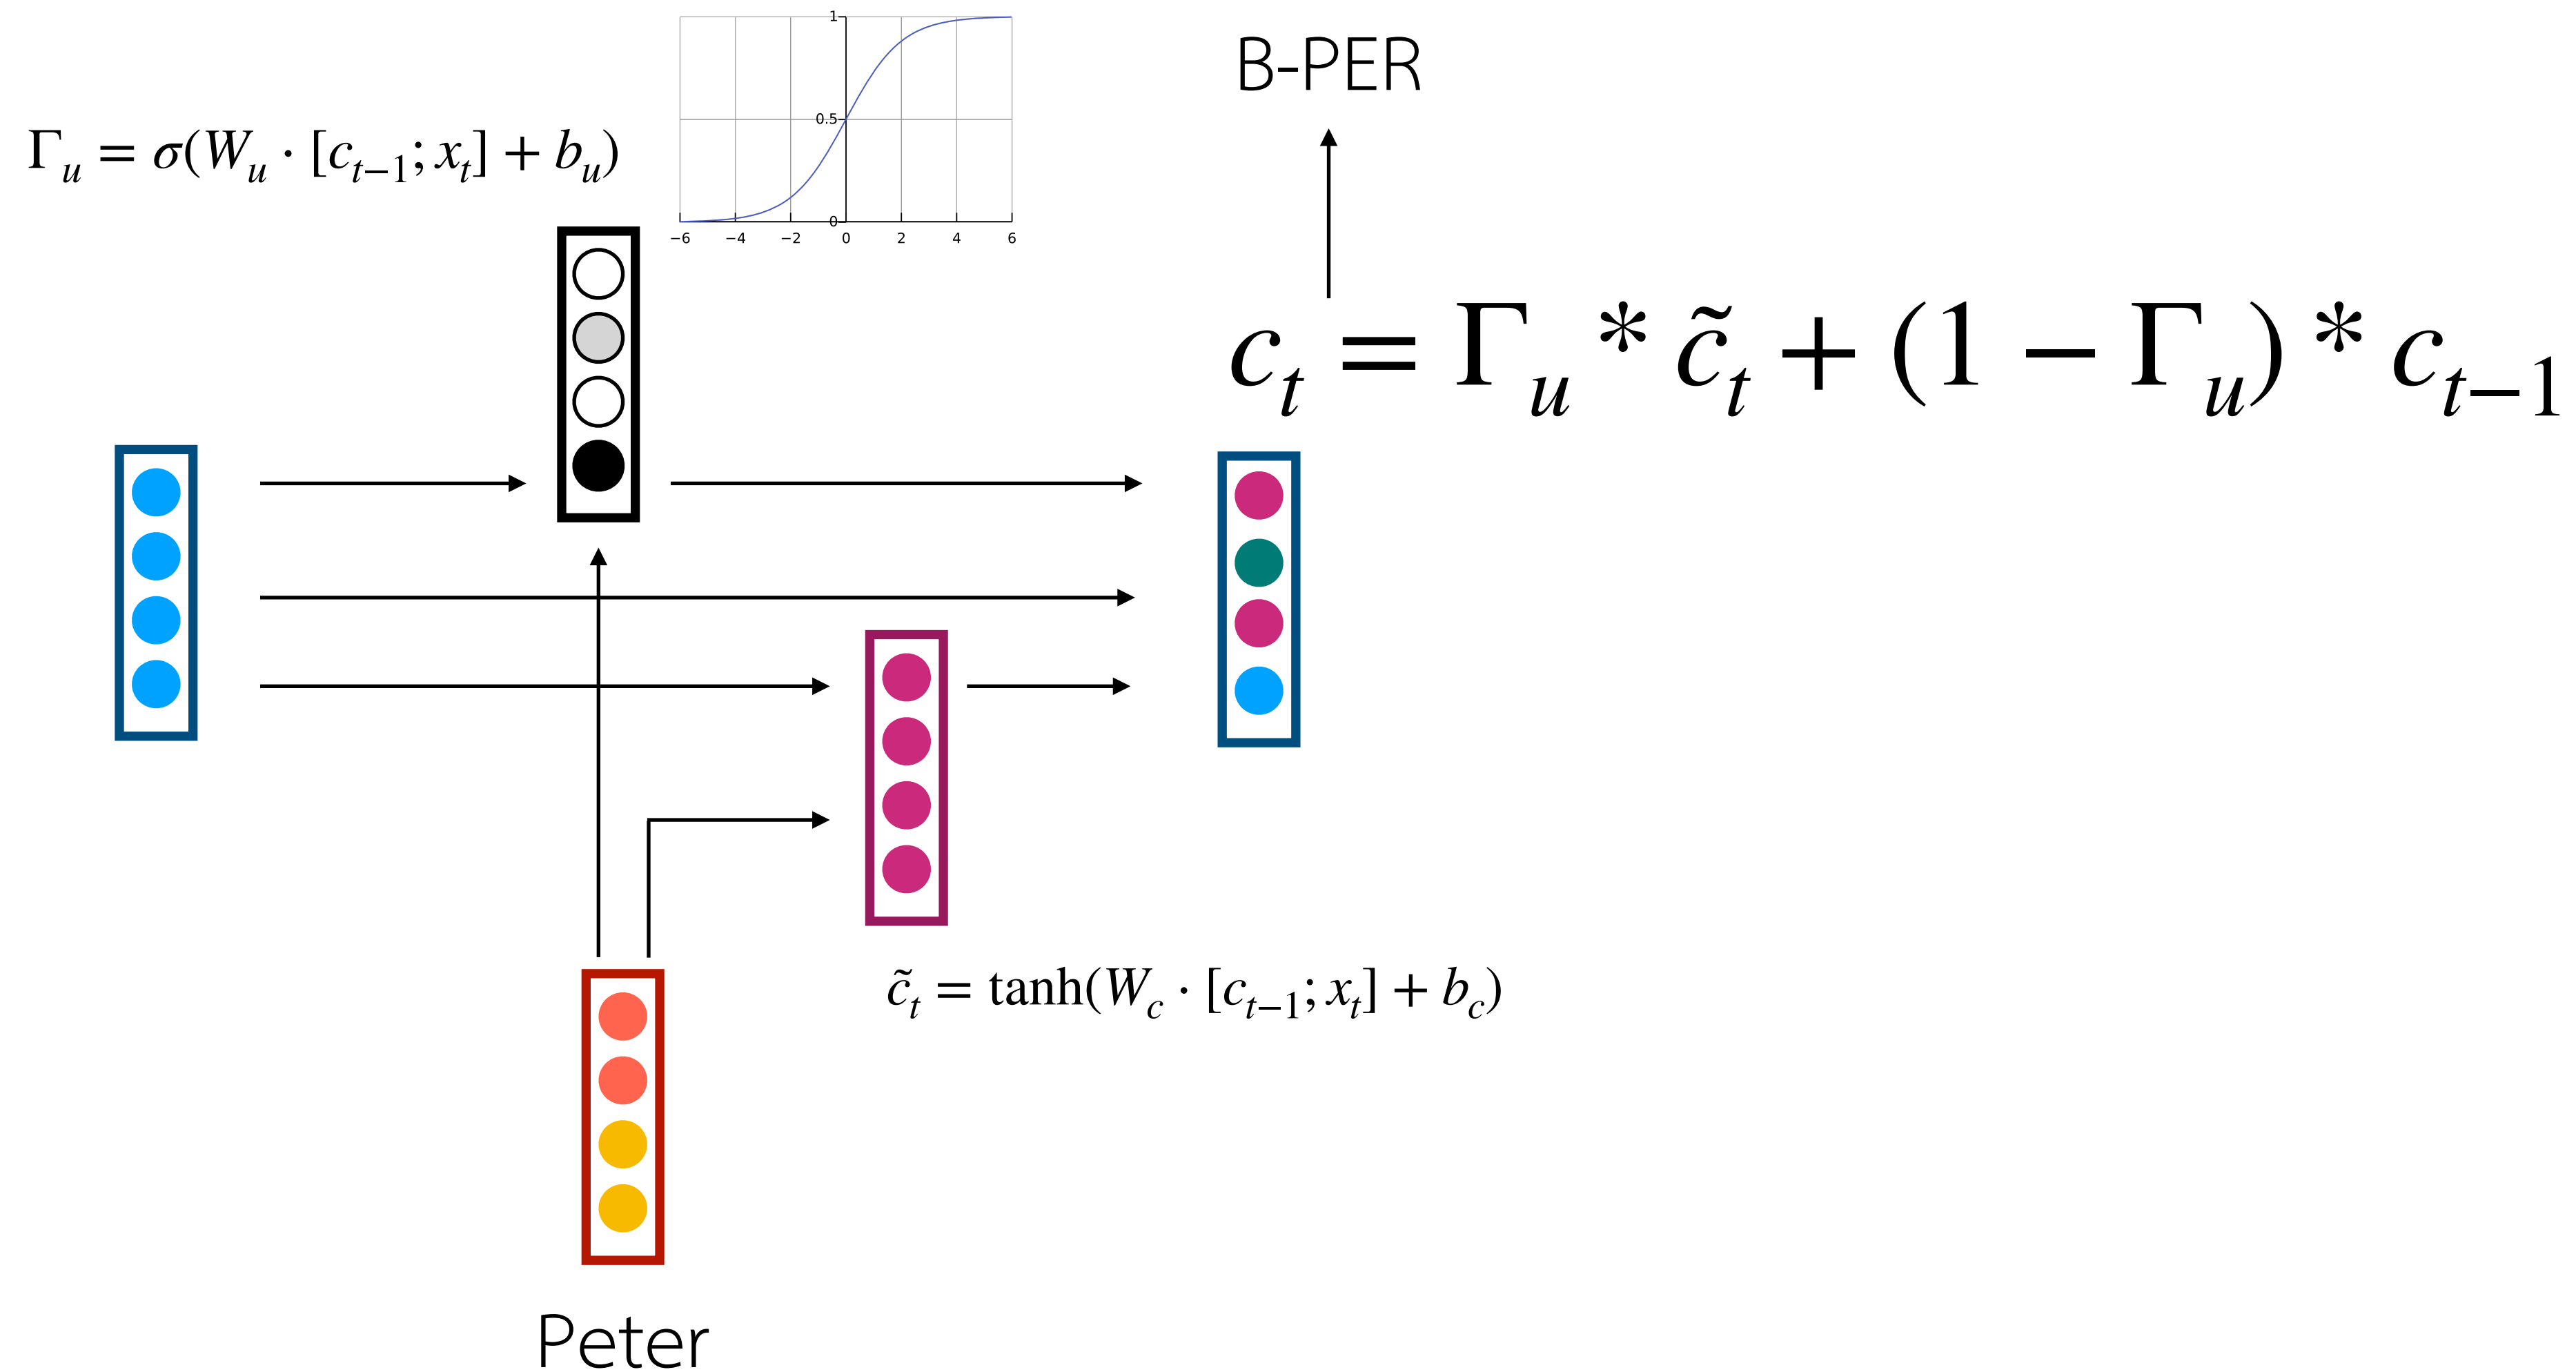 B-PER
Γ_u = σ(W_u · [c_{t−1}; x_t] + b_u)
1
0.5
0
−6 −4 −2 0 2 4 6
c_t = Γ_u * c̃_t + (1 − Γ_u) * c_{t−1}
c̃_t = tanh(W_c · [c_{t−1}; x_t] + b_c)
Peter